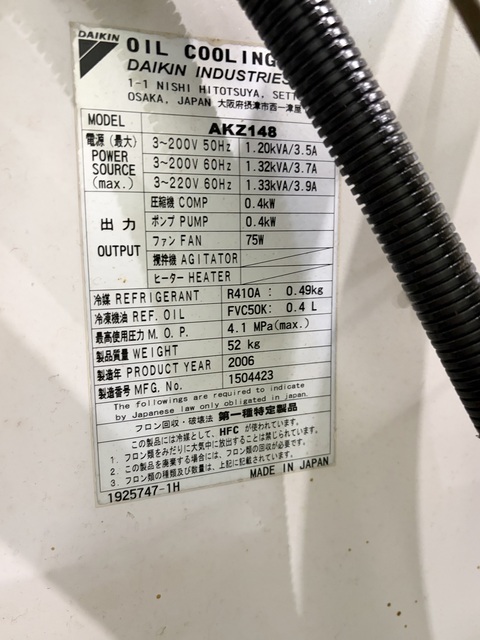 DAIKIN
OIL COOLING
DAIKIN INDUSTRIES
1-1 NISHI HITOTSUYA,
OSAKA, JAPAN 大阪府摂津市西一津屋
MODEL AKZ148
電源(最大) POWER SOURCE (max.)
3~200V 50Hz 1.20kVA/3.5A
3~200V 60Hz 1.32kVA/3.7A
3~220V 60Hz 1.33kVA/3.9A
出力 OUTPUT
圧縮機 COMP 0.4kW
ポンプ PUMP 0.4kW
ファン FAN 75W
攪拌機 AGITATOR
ヒーター HEATER
冷媒 REFRIGERANT R410A : 0.49kg
冷凍機油 REF. OIL FVC50K: 0.4 L
最高使用圧力 M. O. P. 4.1 MPa(max.)
製品質量 WEIGHT 52 kg
製造年 PRODUCT YEAR 2006
製造番号 MFG. No. 1504423
The followings are required to indicate
by Japanese law only obligated in japan.
フロン回収・破壊法 第一種特定製品
この製品には冷媒として、HFC が使われています。
1. フロン類をみだりに大気中に放出することは禁じられています。
2. この製品を廃棄する場合には、フロン類の回収が必要です。
3. フロン類の種類及び数量は、上記に記載されています。
1925747-1H MADE IN JAPAN